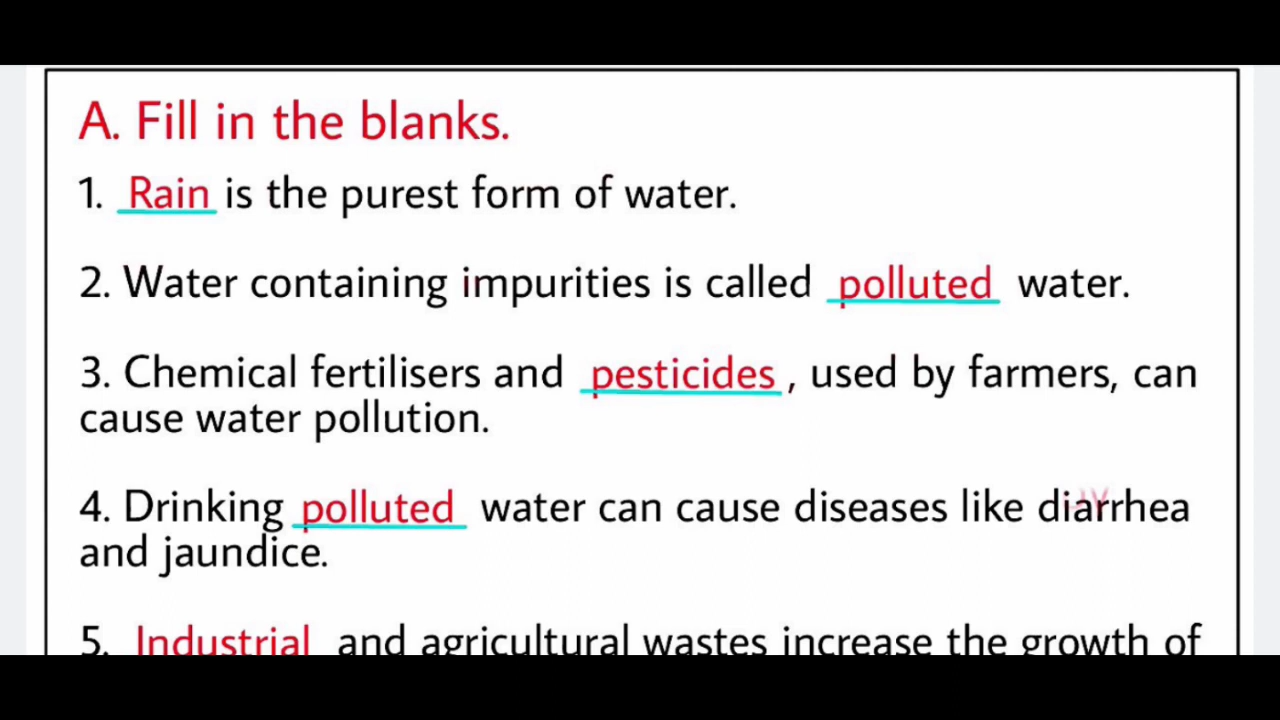 A. Fill in the blanks.
1. Rain is the purest form of water.
2. Water containing impurities is called polluted water.
3. Chemical fertilisers and pesticides, used by farmers, can
cause water pollution.
4. Drinking polluted water can cause diseases like diarrhea
and jaundice.
5. Industrial and agricultural wastes increase the growth of